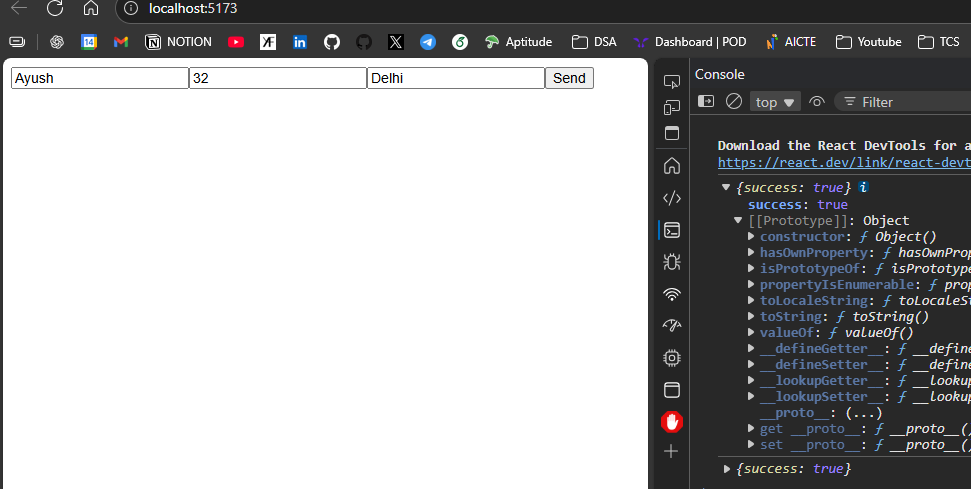 localhost:5173
NOTION
Aptitude
DSA
Dashboard | POD
AICTE
Youtube
TCS
Ayush 32 Delhi Send
Console
top Filter
Download the React DevTools for a
https://react.dev/link/react-devt
{success: true} i
success: true
[[Prototype]]: Object
constructor: ƒ Object()
hasOwnProperty: ƒ hasOwnProp
isPrototypeOf: ƒ isPrototype
propertyIsEnumerable: ƒ prop
toLocaleString: ƒ toLocaleSt
toString: ƒ toString()
valueOf: ƒ valueOf()
__defineGetter__: ƒ __define
__defineSetter__: ƒ __define
__lookupGetter__: ƒ __lookup
__lookupSetter__: ƒ __lookup
__proto__: (...)
get __proto__: ƒ __proto__()
set __proto__: ƒ __proto__()
{success: true}